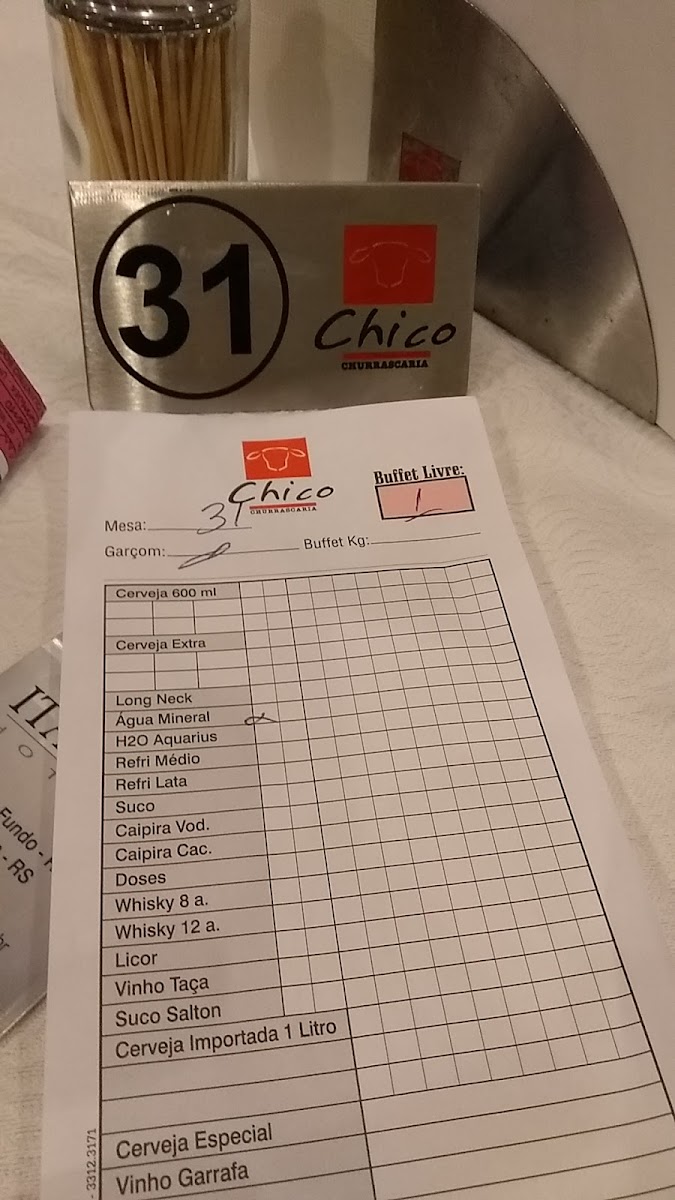 31
Chico
CHURRASCARIA
Chico
CHURRASCARIA
Buffet Livre:
1
Mesa: 31
Garçom:
Buffet Kg:
Cerveja 600 ml
Cerveja Extra
Long Neck
Água Mineral
H2O Aquarius
Refri Médio
Refri Lata
Suco
Caipira Vod.
Caipira Cac.
Doses
Whisky 8 a.
Whisky 12 a.
Licor
Vinho Taça
Suco Salton
Cerveja Importada 1 Litro
Cerveja Especial
Vinho Garrafa
- 3312.3171
Fundo -
- RS